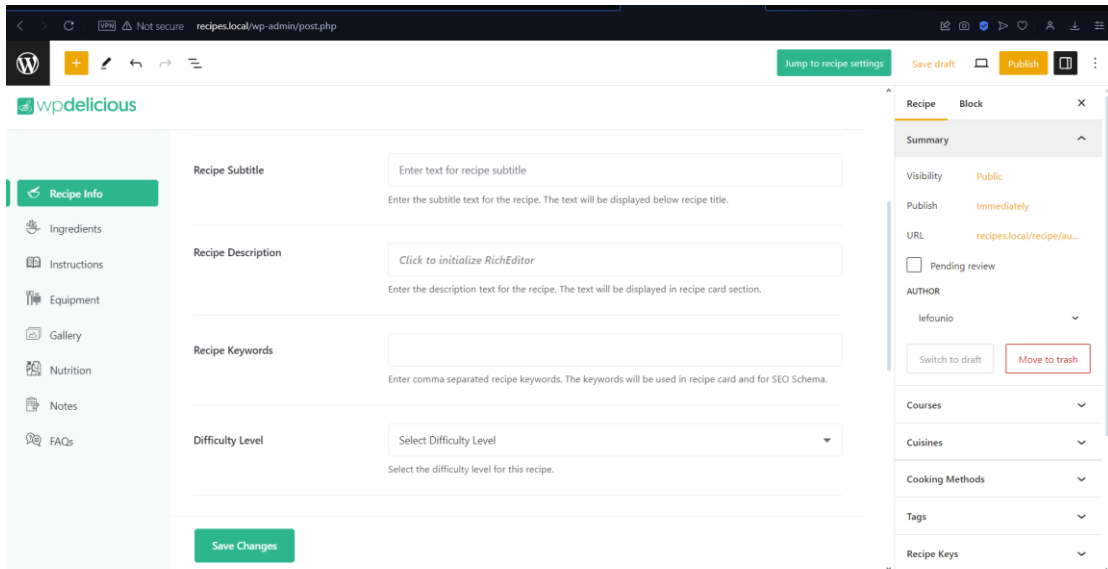 VPN Not secure recipes.local/wp-admin/post.php
Jump to recipe settings
Save draft
Publish
wpdelicious
Recipe Info
Ingredients
Instructions
Equipment
Gallery
Nutrition
Notes
FAQs
Recipe Subtitle
Enter text for recipe subtitle
Enter the subtitle text for the recipe. The text will be displayed below recipe title.
Recipe Description
Click to initialize RichEditor
Enter the description text for the recipe. The text will be displayed in recipe card section.
Recipe Keywords
Enter comma separated recipe keywords. The keywords will be used in recipe card and for SEO Schema.
Difficulty Level
Select Difficulty Level
Select the difficulty level for this recipe.
Save Changes
Recipe Block
Summary
Visibility Public
Publish Immediately
URL recipes.local/recipe/au...
Pending review
AUTHOR
lefounio
Switch to draft Move to trash
Courses
Cuisines
Cooking Methods
Tags
Recipe Keys